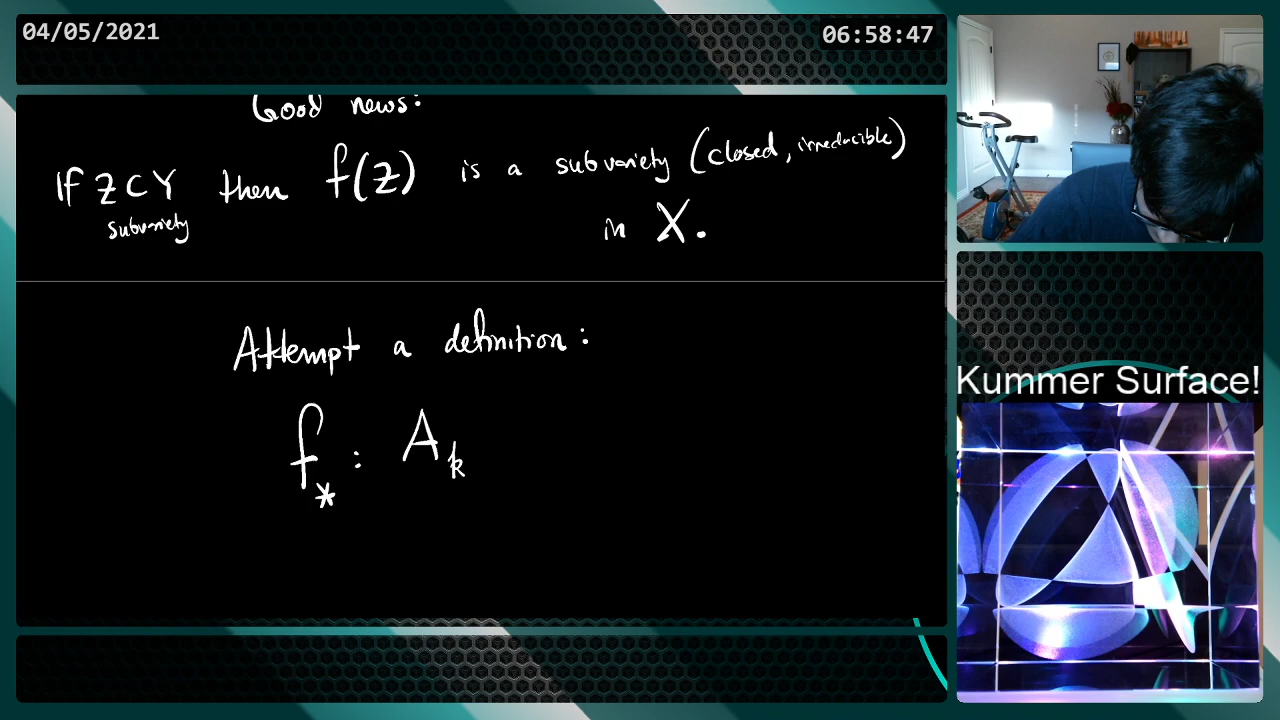 04/05/2021
06:58:47
Good news:
If Z ⊂ Y then f(Z) is a subvariety (closed, irreducible)
subvariety
in X.
Attempt a definition:
f_* : A_k
Kummer Surface!